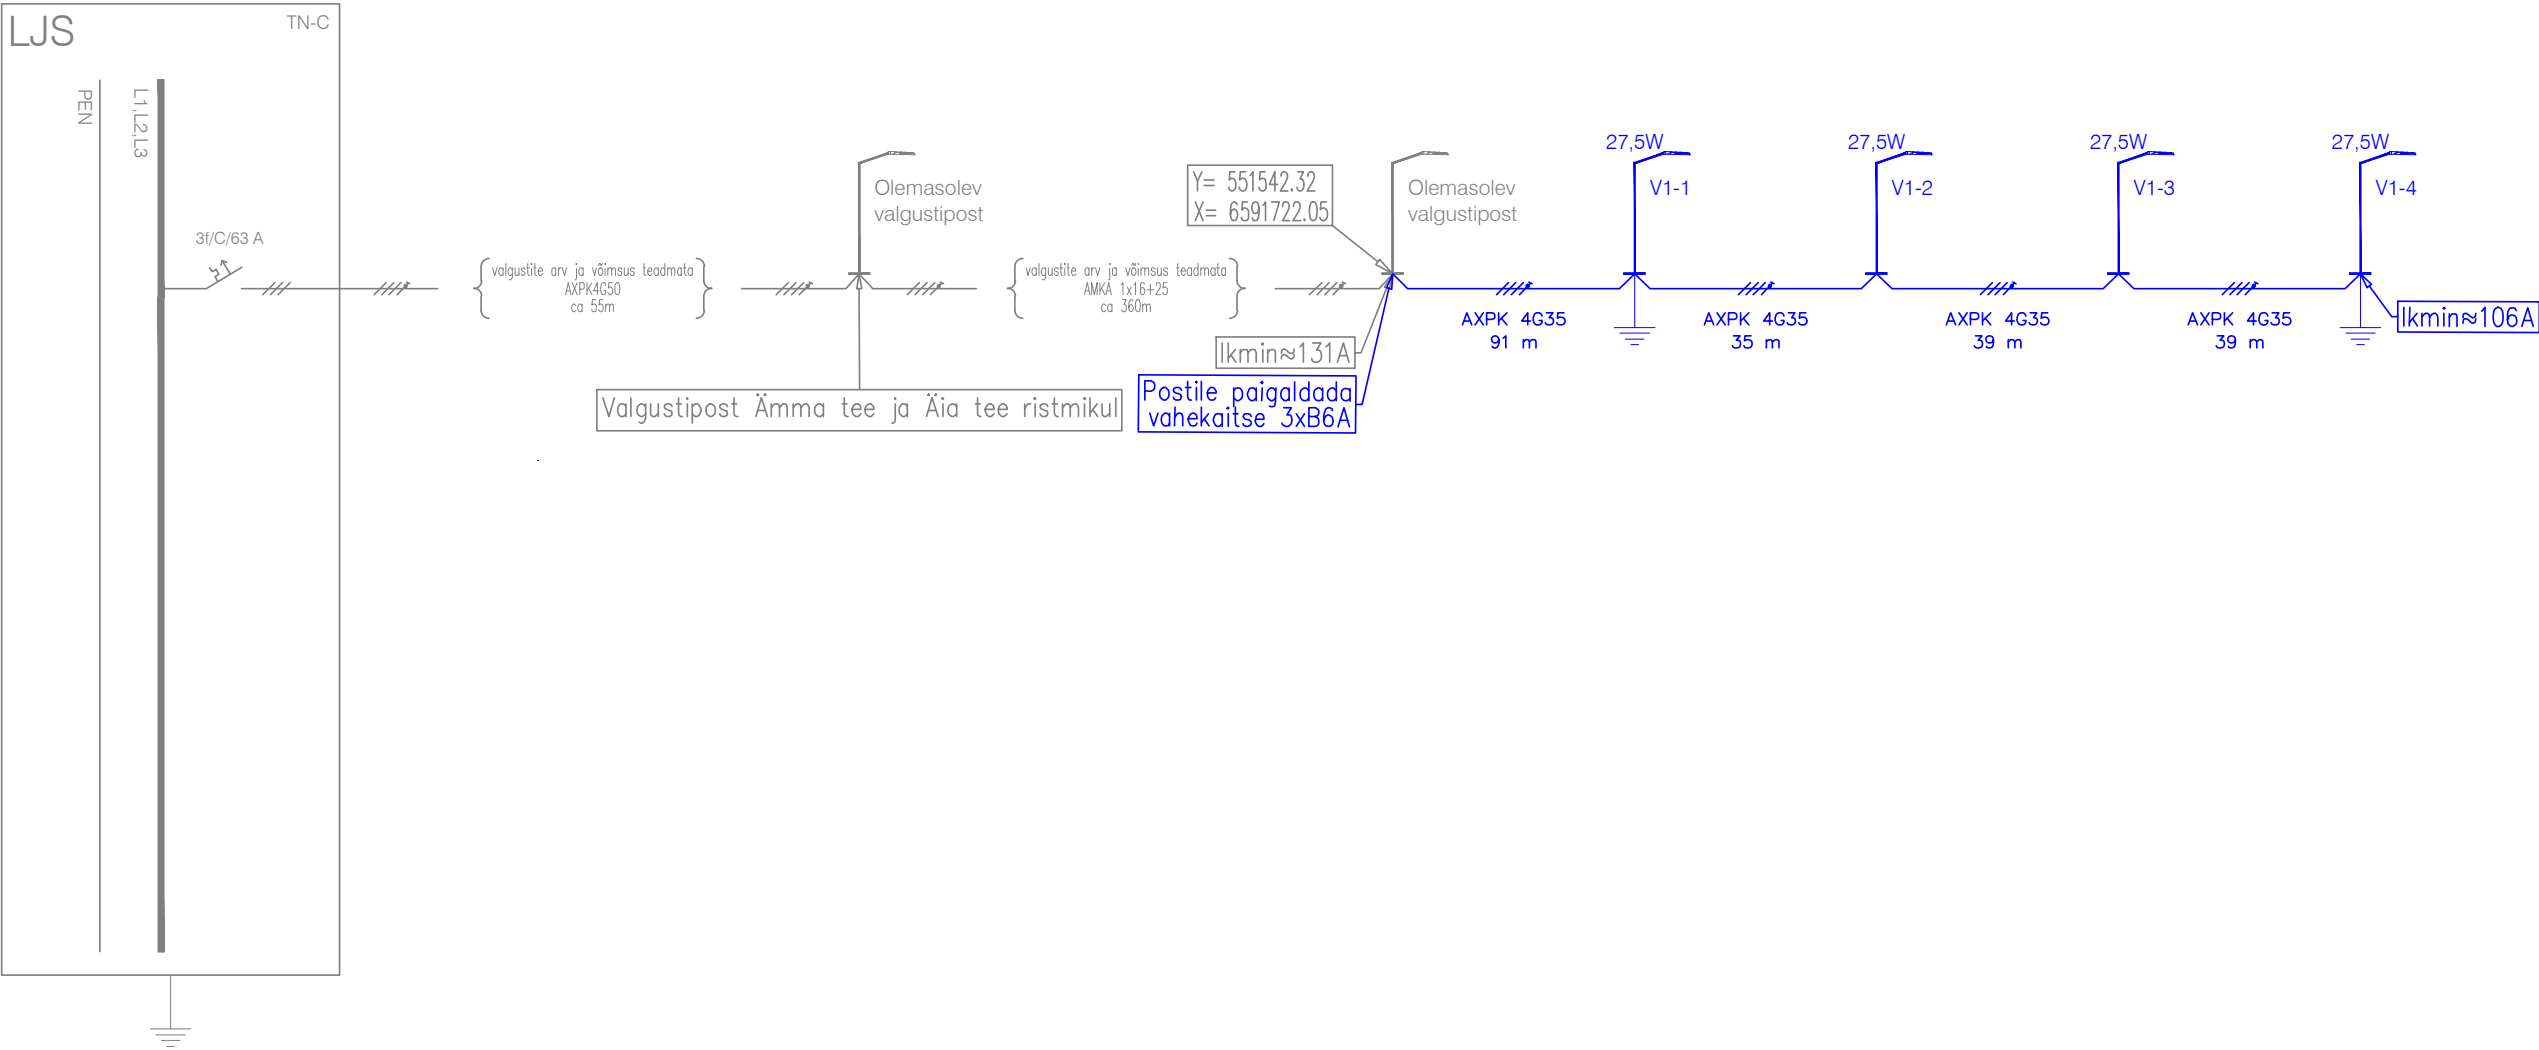 LJS
TN-C
PEN
L1,L2,L3
3f/C/63 A
valgustite arv ja võimsus teadmata
AXPK4G50
ca 55m
Olemasolev
valgustipost
Valgustipost Ämma tee ja Äia tee ristmikul
valgustite arv ja võimsus teadmata
AMKA 1x16+25
ca 360m
Y= 551542.32
X= 6591722.05
Olemasolev
valgustipost
Ikmin≈131A
Postile paigaldada
vahekaitse 3xB6A
AXPK 4G35
91 m
27,5W
V1-1
AXPK 4G35
35 m
27,5W
V1-2
AXPK 4G35
39 m
27,5W
V1-3
AXPK 4G35
39 m
27,5W
V1-4
Ikmin≈106A